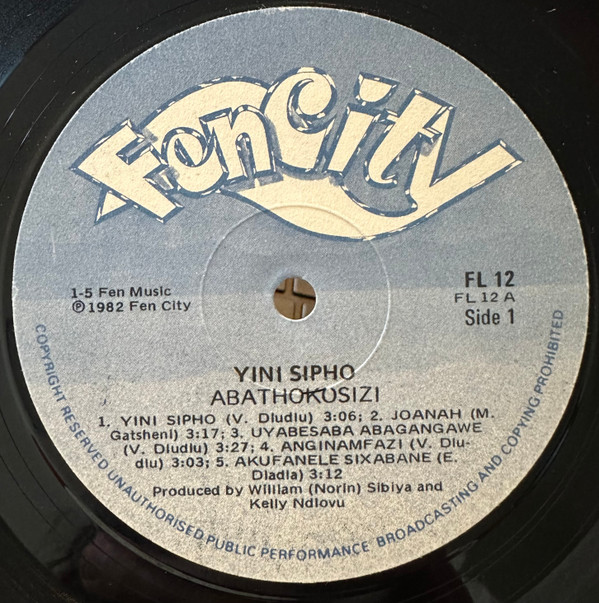 FonCity
1-5 Fen Music
℗1982 Fen City
FL 12
FL 12 A
Side 1
YINI SIPHO
ABATHOKOSIZI
1. YINI SIPHO (V. Dludlu) 3:06; 2. JOANAH (M.
Gatsheni) 3:17; 3. UYABESABA ABAGANGAWE
(V. Dludlu) 3:27; 4. ANGINAMFAZI (V. Dlu-
dlu) 3:03; 5. AKUFANELE SIXABANE (E.
Dladla) 3:12
Produced by William (Norin) Sibiya and
Kelly Ndlovu
COPYRIGHT RESERVED UNAUTHORISED PUBLIC PERFORMANCE BROADCASTING AND COPYING PROHIBITED